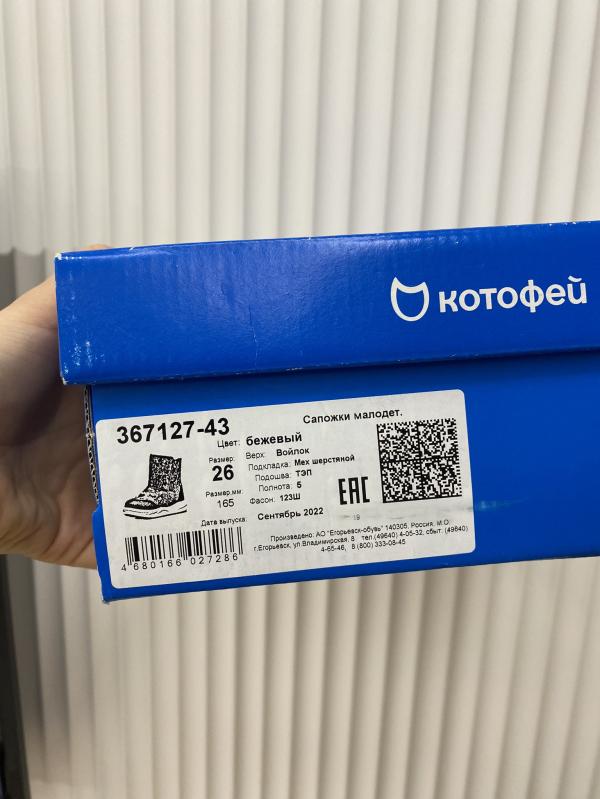 котофей
367127-43
Сапожки малодет.
Цвет: бежевый
Размер:
26
Размер,мм:
165
Верх: Войлок
Подкладка: Мех шерстяной
Подошва: ТЭП
Полнота: 5
Фасон: 123Ш
EAC
Дата выпуска: Сентябрь 2022
19
Произведено: АО "Егорьевск-обувь" 140305, Россия, М.О.
г.Егорьевск, ул.Владимирская, 8 тел.(49640) 4-05-32, сбыт: (49640)
4-65-46, 8 (800) 333-08-45
4 680166 027286